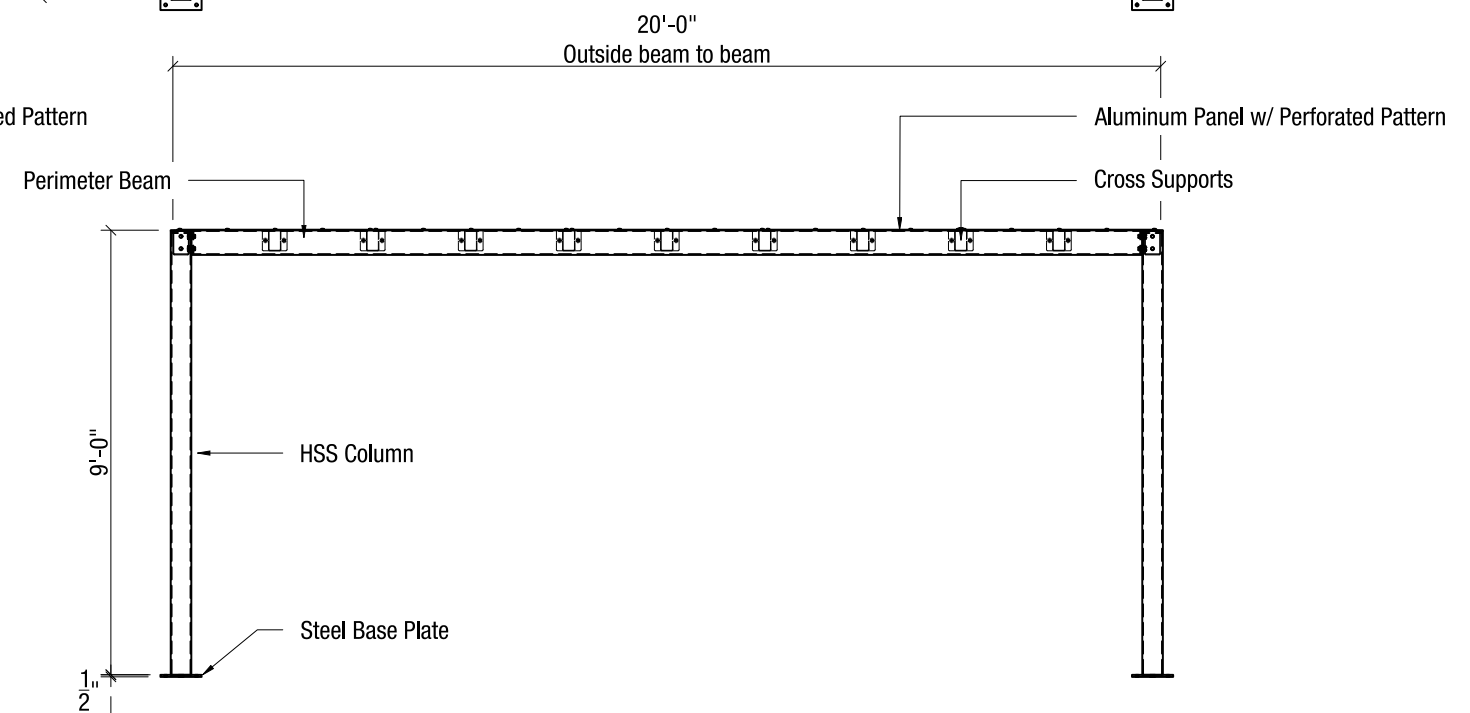 20'-0"
Outside beam to beam
ed Pattern
Aluminum Panel w/ Perforated Pattern
Perimeter Beam
Cross Supports
9'-0"
HSS Column
Steel Base Plate
1/2"